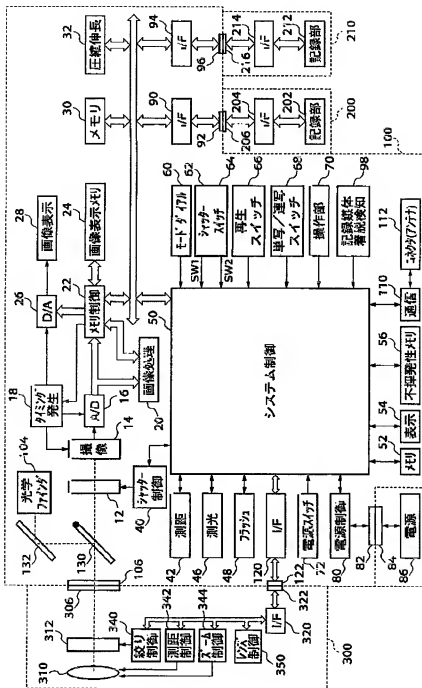 32
圧縮伸長
30
メモリ
94
I/F
96
214
I/F
216
212
記録部
210
90
I/F
92
204
I/F
206
202
記録部
200
100
28
画像表示
24
画像表示メモリ
26
D/A
22
メモリ制御
18
タイミング発生
A/D
16
画像処理
20
104
光学ファインダ
14
撮像
12
シャッター制御
40
132
130
106
306
312
310
60
モードダイアル
62
シャッタースイッチ
64
SW1
SW2
再生スイッチ
66
単写/連写スイッチ
68
操作部
70
記録媒体着脱検知
98
50
システム制御
測距
42
測光
46
フラッシュ
48
I/F
120
122
電源スイッチ
72
電源制御
80
82
84
電源
86
メモリ
52
表示
54
不揮発性メモリ
56
通信
110
コネクタ(アンテナ)
112
322
I/F
320
340
絞り制御
342
測距制御
344
ズーム制御
レンズ制御
350
300